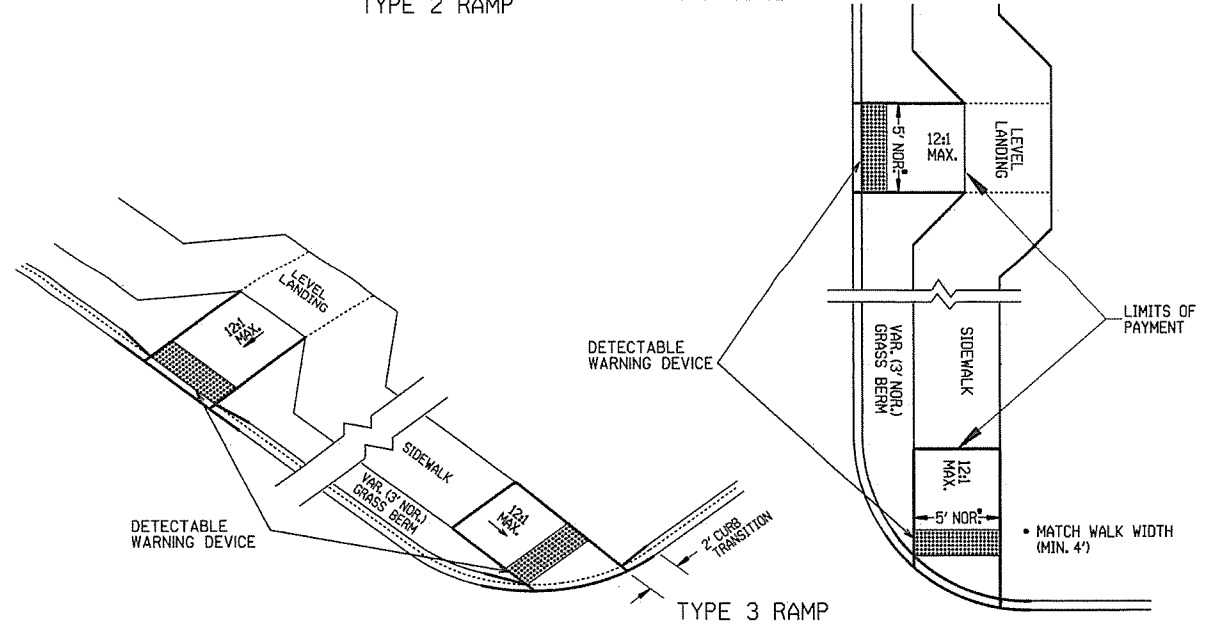 TYPE 2 RAMP
LEVEL
LANDING
12:1
MAX.
SIDEWALK
VAR. (3' NOR.)
GRASS BERM
12:1
MAX.
DETECTABLE
WARNING DEVICE
2' CURB
TRANSITION
TYPE 3 RAMP
5' NOR.*
12:1
MAX.
LEVEL
LANDING
DETECTABLE
WARNING DEVICE
LIMITS OF
PAYMENT
VAR. (3' NOR.)
GRASS BERM
SIDEWALK
12:1
MAX.
5' NOR.*
* MATCH WALK WIDTH
(MIN. 4')